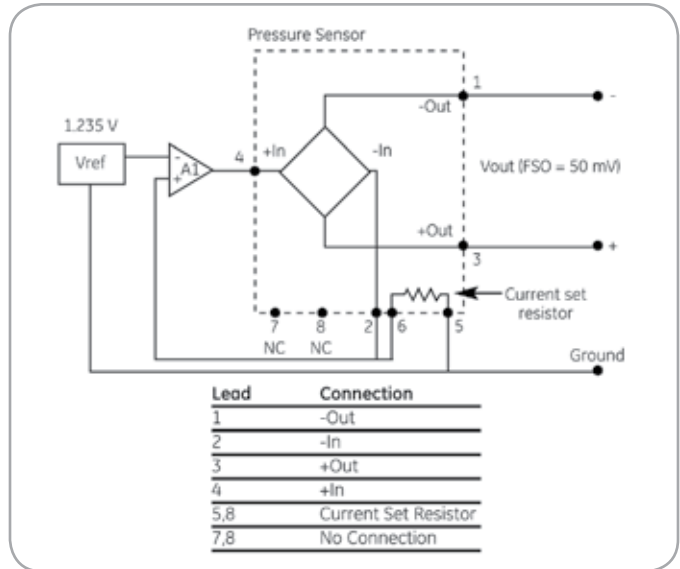 Pressure Sensor
1
-Out
-
1.235 V
Vref
-
+
A1
4
+In
-In
Vout (FSO = 50 mV)
+Out
+
3
Current set
resistor
7
8
2
6
5
NC
NC
Ground
Lead Connection
1 -Out
2 -In
3 +Out
4 +In
5,8 Current Set Resistor
7,8 No Connection